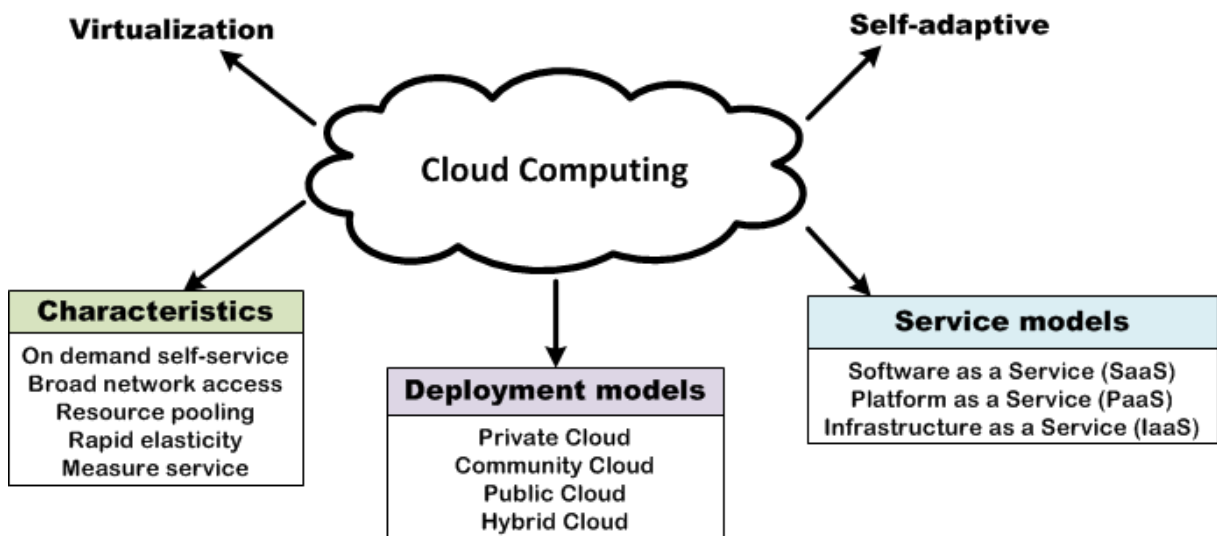 Virtualization
Self-adaptive
Cloud Computing
Characteristics
On demand self-service
Broad network access
Resource pooling
Rapid elasticity
Measure service
Deployment models
Private Cloud
Community Cloud
Public Cloud
Hybrid Cloud
Service models
Software as a Service (SaaS)
Platform as a Service (PaaS)
Infrastructure as a Service (IaaS)